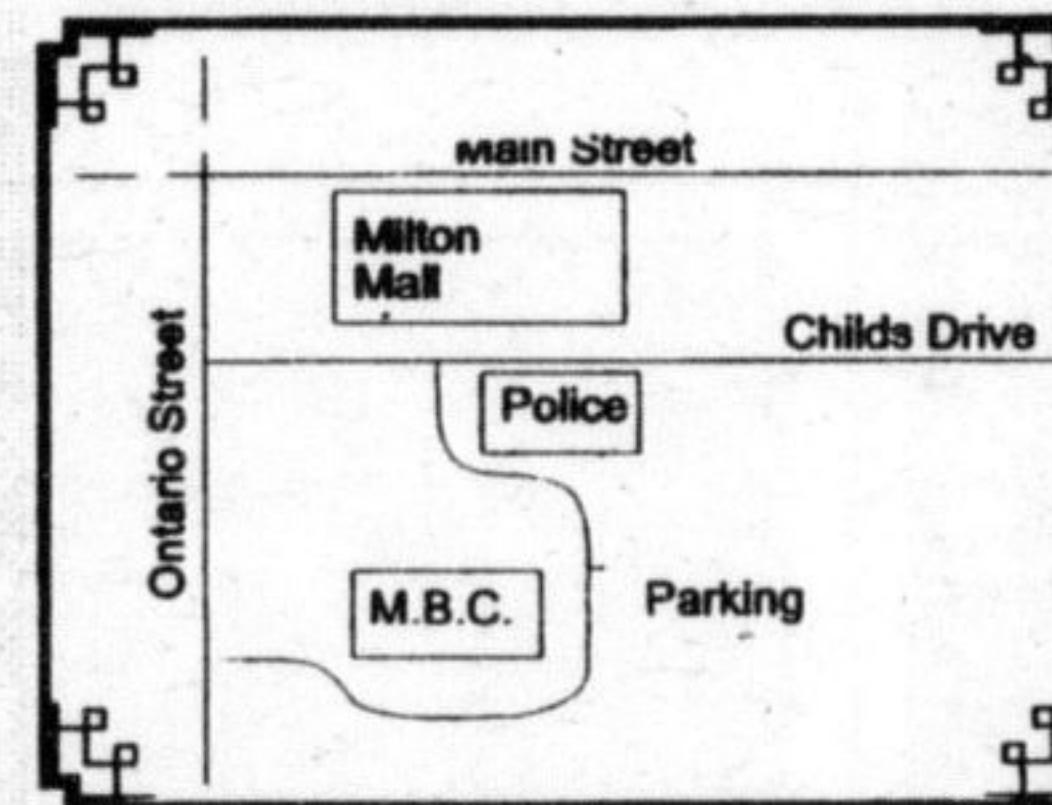 Main Street
Milton
Mall
Childs Drive
Police
Ontario Street
M.B.C.
Parking